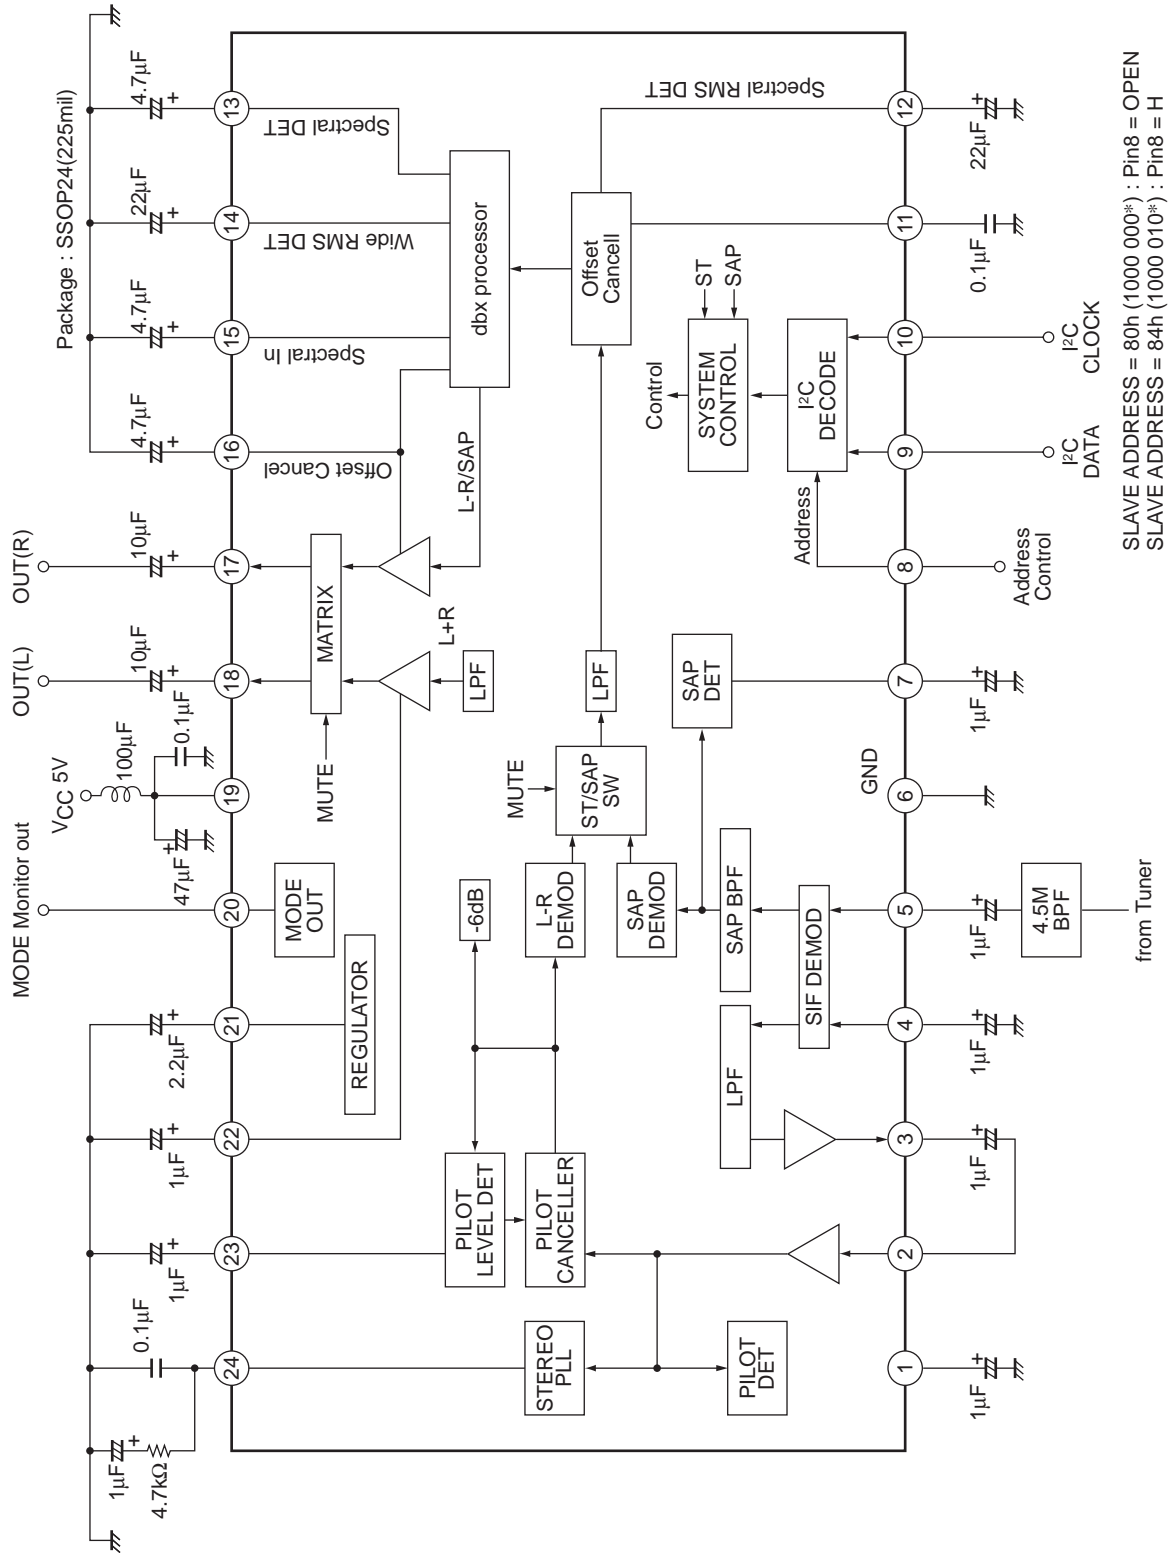 Package : SSOP24(225mil)
MODE Monitor out
VCC 5V
OUT(L)
OUT(R)
1µF
4.7kΩ
0.1µF
1µF
1µF
2.2µF
47µF
100µF
0.1µF
10µF
10µF
4.7µF
4.7µF
22µF
4.7µF
24
23
22
21
20
19
18
17
16
15
14
13
Offset Cancel
Spectral In
Wide RMS DET
Spectral DET
REGULATOR
MODE
OUT
MUTE
MATRIX
L+R
LPF
L-R/SAP
dbx processor
PILOT
LEVEL DET
-6dB
STEREO
PLL
PILOT
CANCELLER
L-R
DEMOD
MUTE
ST/SAP
SW
LPF
Offset
Cancell
Spectral RMS DET
SAP
DEMOD
SAP
DET
Control
SYSTEM
CONTROL
ST
SAP
PILOT
DET
LPF
SAP BPF
SIF DEMOD
Address
I²C
DECODE
GND
1
2
3
4
5
6
7
8
9
10
11
12
1µF
1µF
1µF
1µF
1µF
0.1µF
22µF
4.5M
BPF
from Tuner
Address
Control
I²C
DATA
I²C
CLOCK
SLAVE ADDRESS = 80h (1000 000*) : Pin8 = OPEN
SLAVE ADDRESS = 84h (1000 010*) : Pin8 = H